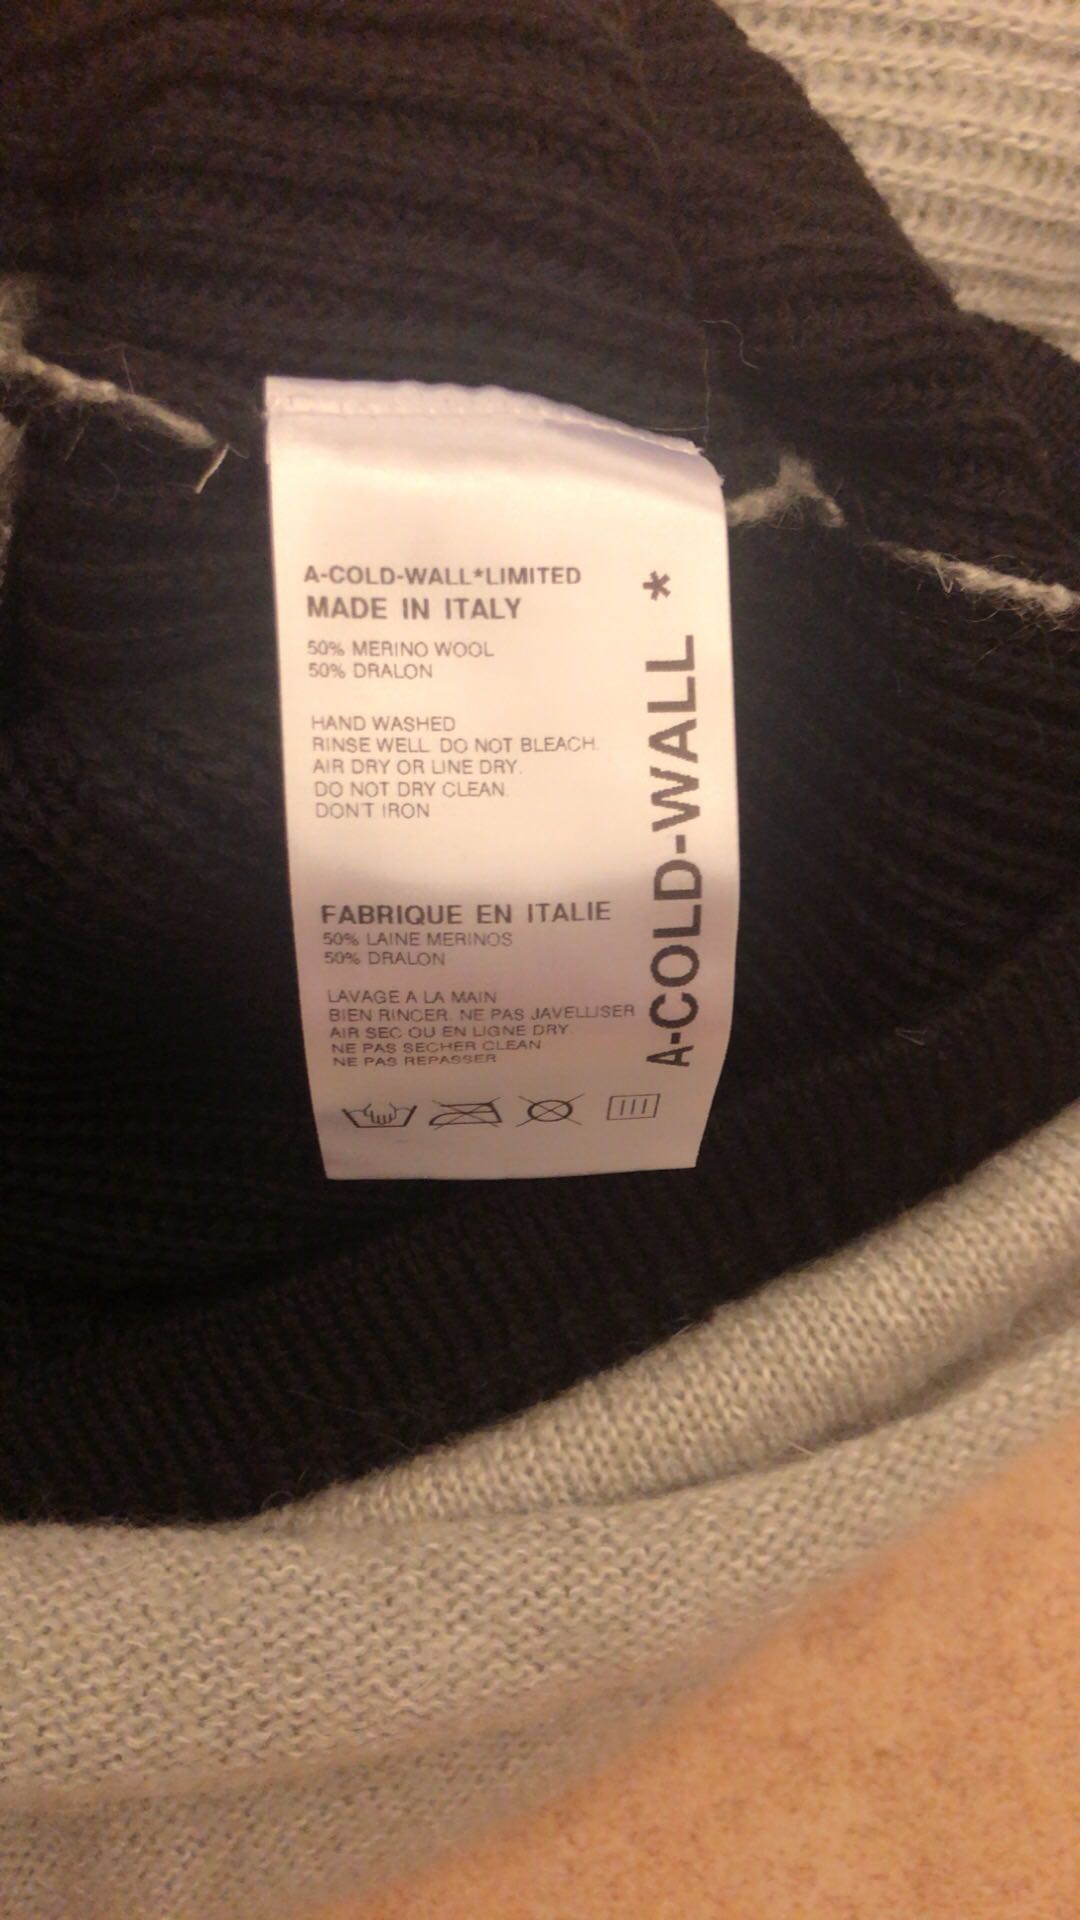 A-COLD-WALL*LIMITED
MADE IN ITALY
50% MERINO WOOL
50% DRALON
HAND WASHED
RINSE WELL. DO NOT BLEACH.
AIR DRY OR LINE DRY.
DO NOT DRY CLEAN.
DON'T IRON
FABRIQUE EN ITALIE
50% LAINE MERINOS
50% DRALON
LAVAGE A LA MAIN
BIEN RINCER. NE PAS JAVELLISER
AIR SEC OU EN LIGNE DRY.
NE PAS SECHER CLEAN
NE PAS REPASSER
A-COLD-WALL*